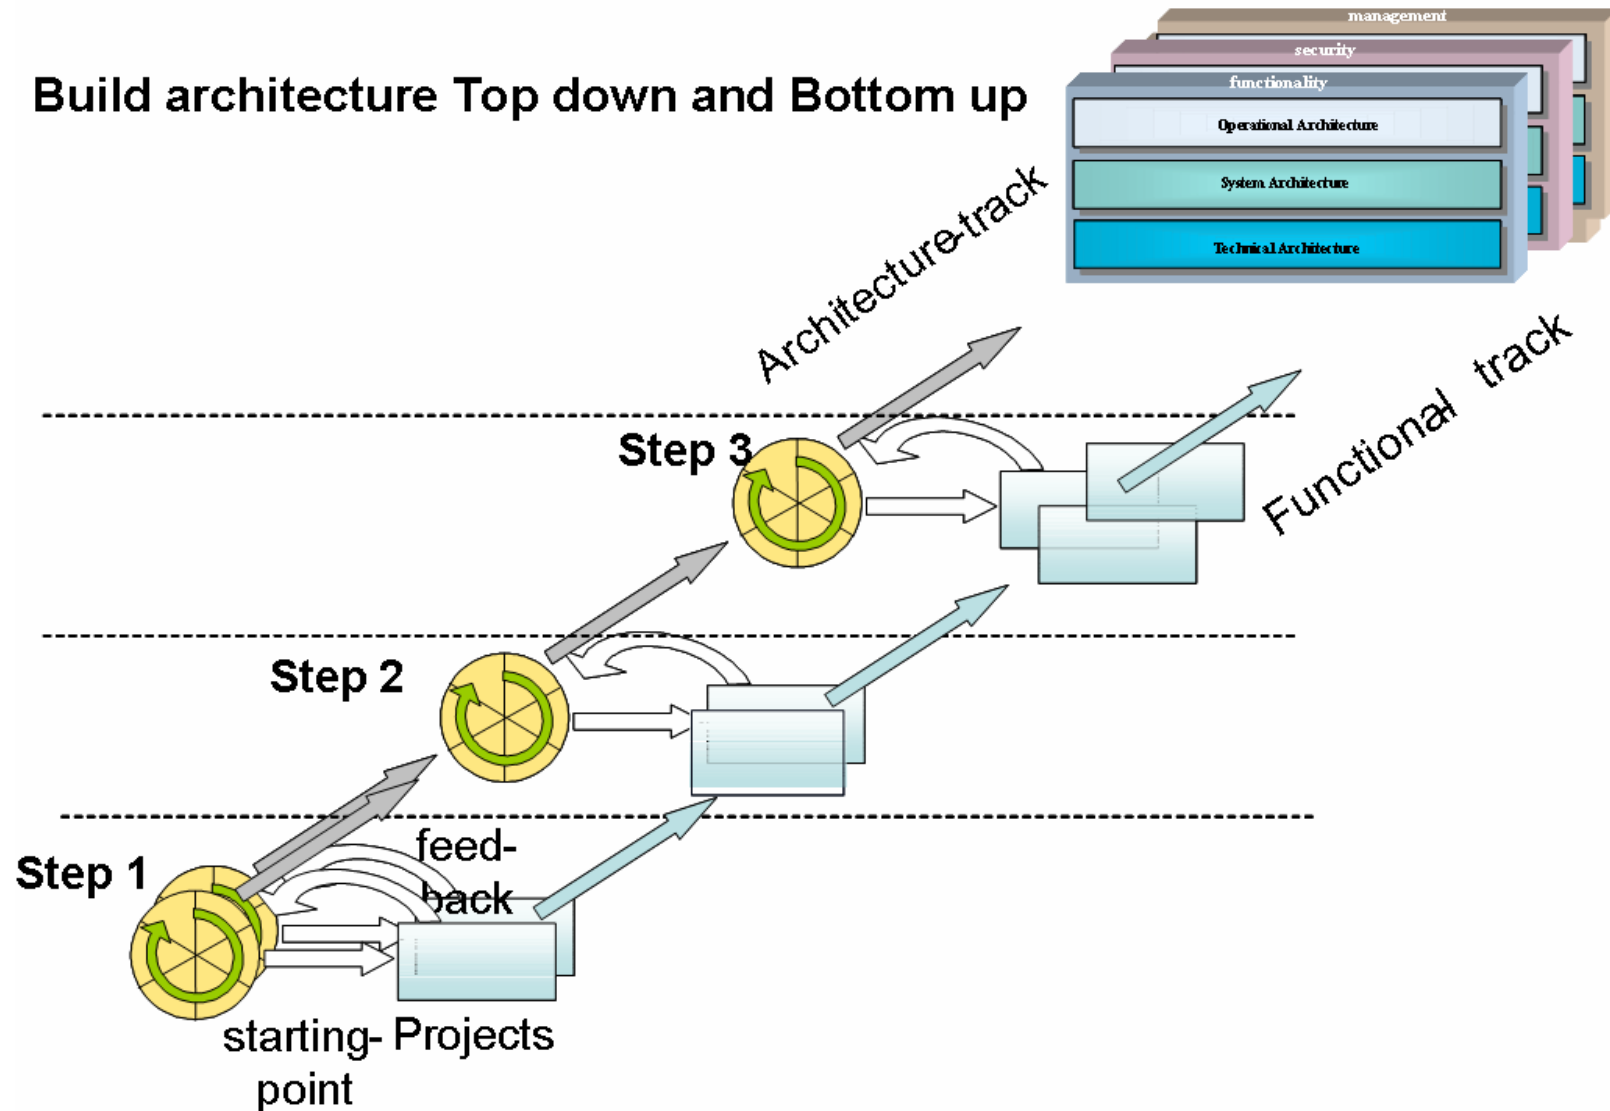 management
security
functionality
Build architecture Top down and Bottom up
Operational Architecture
System Architecture
Technical Architecture
Architecture-track
Functional- track
Step 3
Step 2
Step 1
feed-
back
starting-
point
Projects